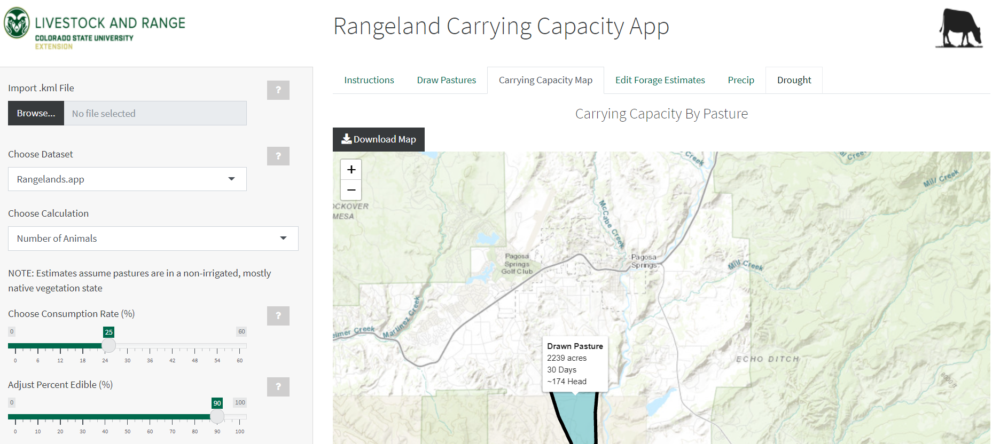 LIVESTOCK AND RANGE
COLORADO STATE UNIVERSITY
EXTENSION
Rangeland Carrying Capacity App
Import .kml File
?
Browse...
No file selected
Choose Dataset
?
Rangelands.app
Choose Calculation
Number of Animals
NOTE: Estimates assume pastures are in a non-irrigated, mostly
native vegetation state
Choose Consumption Rate (%)
?
0 25 60
0 6 12 18 24 30 36 42 48 54 60
Adjust Percent Edible (%)
?
0 90 100
0 10 20 30 40 50 60 70 80 90 100
Instructions
Draw Pastures
Carrying Capacity Map
Edit Forage Estimates
Precip
Drought
Carrying Capacity By Pasture
Download Map
+
−
Creek
Creek
Mill Creek
OCKOVER
MESA
McCabe Creek
Pagosa
Springs
Golf Club
Pagosa
Springs
Mill Creek
Martinez Creek
elmer Creek
Drawn Pasture
2239 acres
30 Days
~174 Head
ECHO DITCH
8000 ft